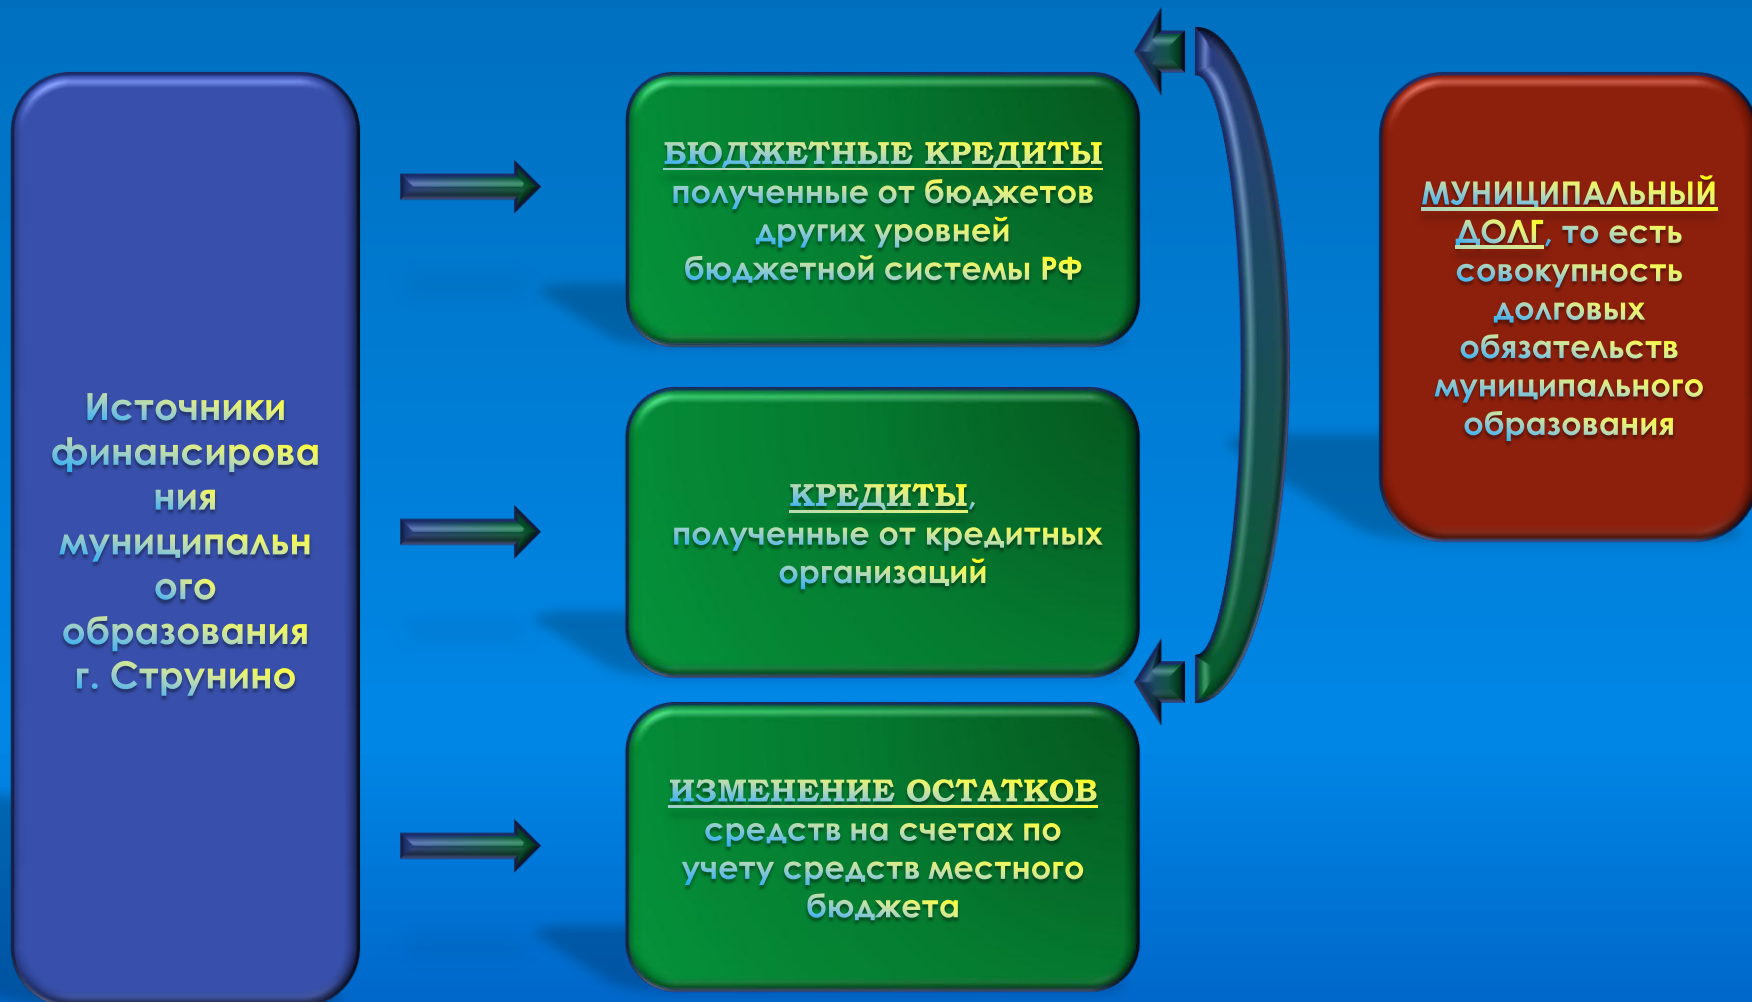 Источники
финансирова
ния
муниципальн
ого
образования
г. Струнино
БЮДЖЕТНЫЕ КРЕДИТЫ
полученные от бюджетов
других уровней
бюджетной системы РФ
КРЕДИТЫ,
полученные от кредитных
организаций
ИЗМЕНЕНИЕ ОСТАТКОВ
средств на счетах по
учету средств местного
бюджета
МУНИЦИПАЛЬНЫЙ
ДОЛГ, то есть
совокупность
долговых
обязательств
муниципального
образования